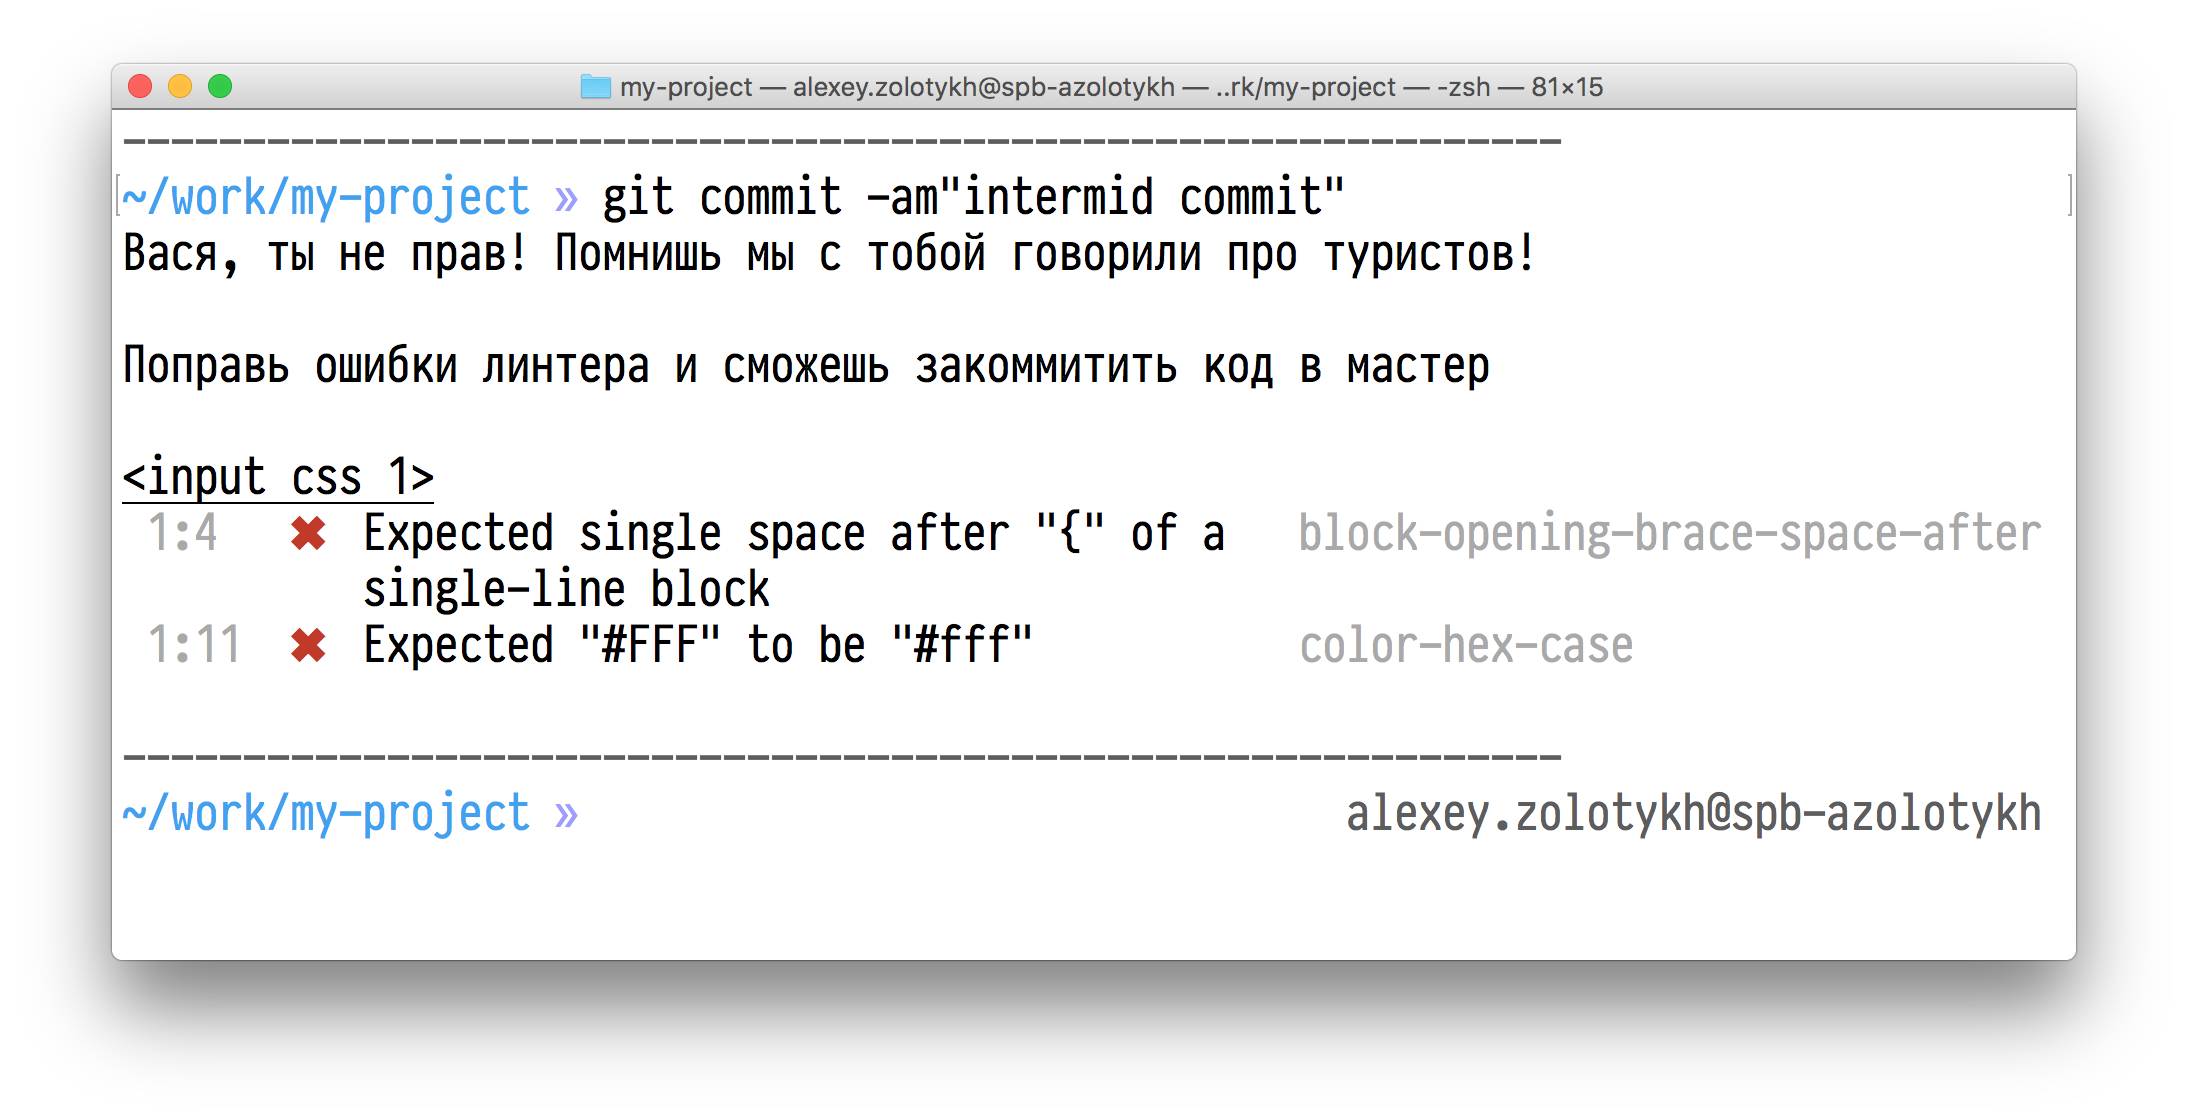 my-project — alexey.zolotykh@spb-azolotykh — ..rk/my-project — -zsh — 81×15
~/work/my-project » git commit -am"intermid commit"
Вася, ты не прав! Помнишь мы с тобой говорили про туристов!
Поправь ошибки линтера и сможешь закоммитить код в мастер
<input css 1>
1:4 ✖ Expected single space after "{" of a block-opening-brace-space-after
single-line block
1:11 ✖ Expected "#FFF" to be "#fff" color-hex-case
~/work/my-project » alexey.zolotykh@spb-azolotykh